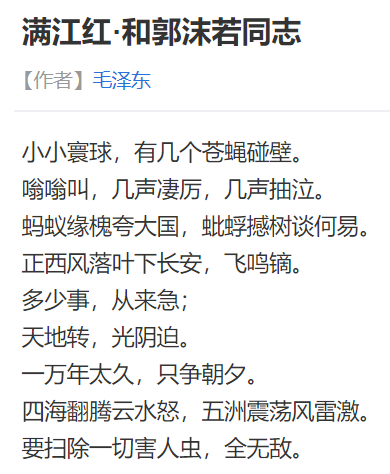 满江红·和郭沫若同志
【作者】毛泽东
小小寰球，有几个苍蝇碰壁。
嗡嗡叫，几声凄厉，几声抽泣。
蚂蚁缘槐夸大国，蚍蜉撼树谈何易。
正西风落叶下长安，飞鸣镝。
多少事，从来急；
天地转，光阴迫。
一万年太久，只争朝夕。
四海翻腾云水怒，五洲震荡风雷激。
要扫除一切害人虫，全无敌。